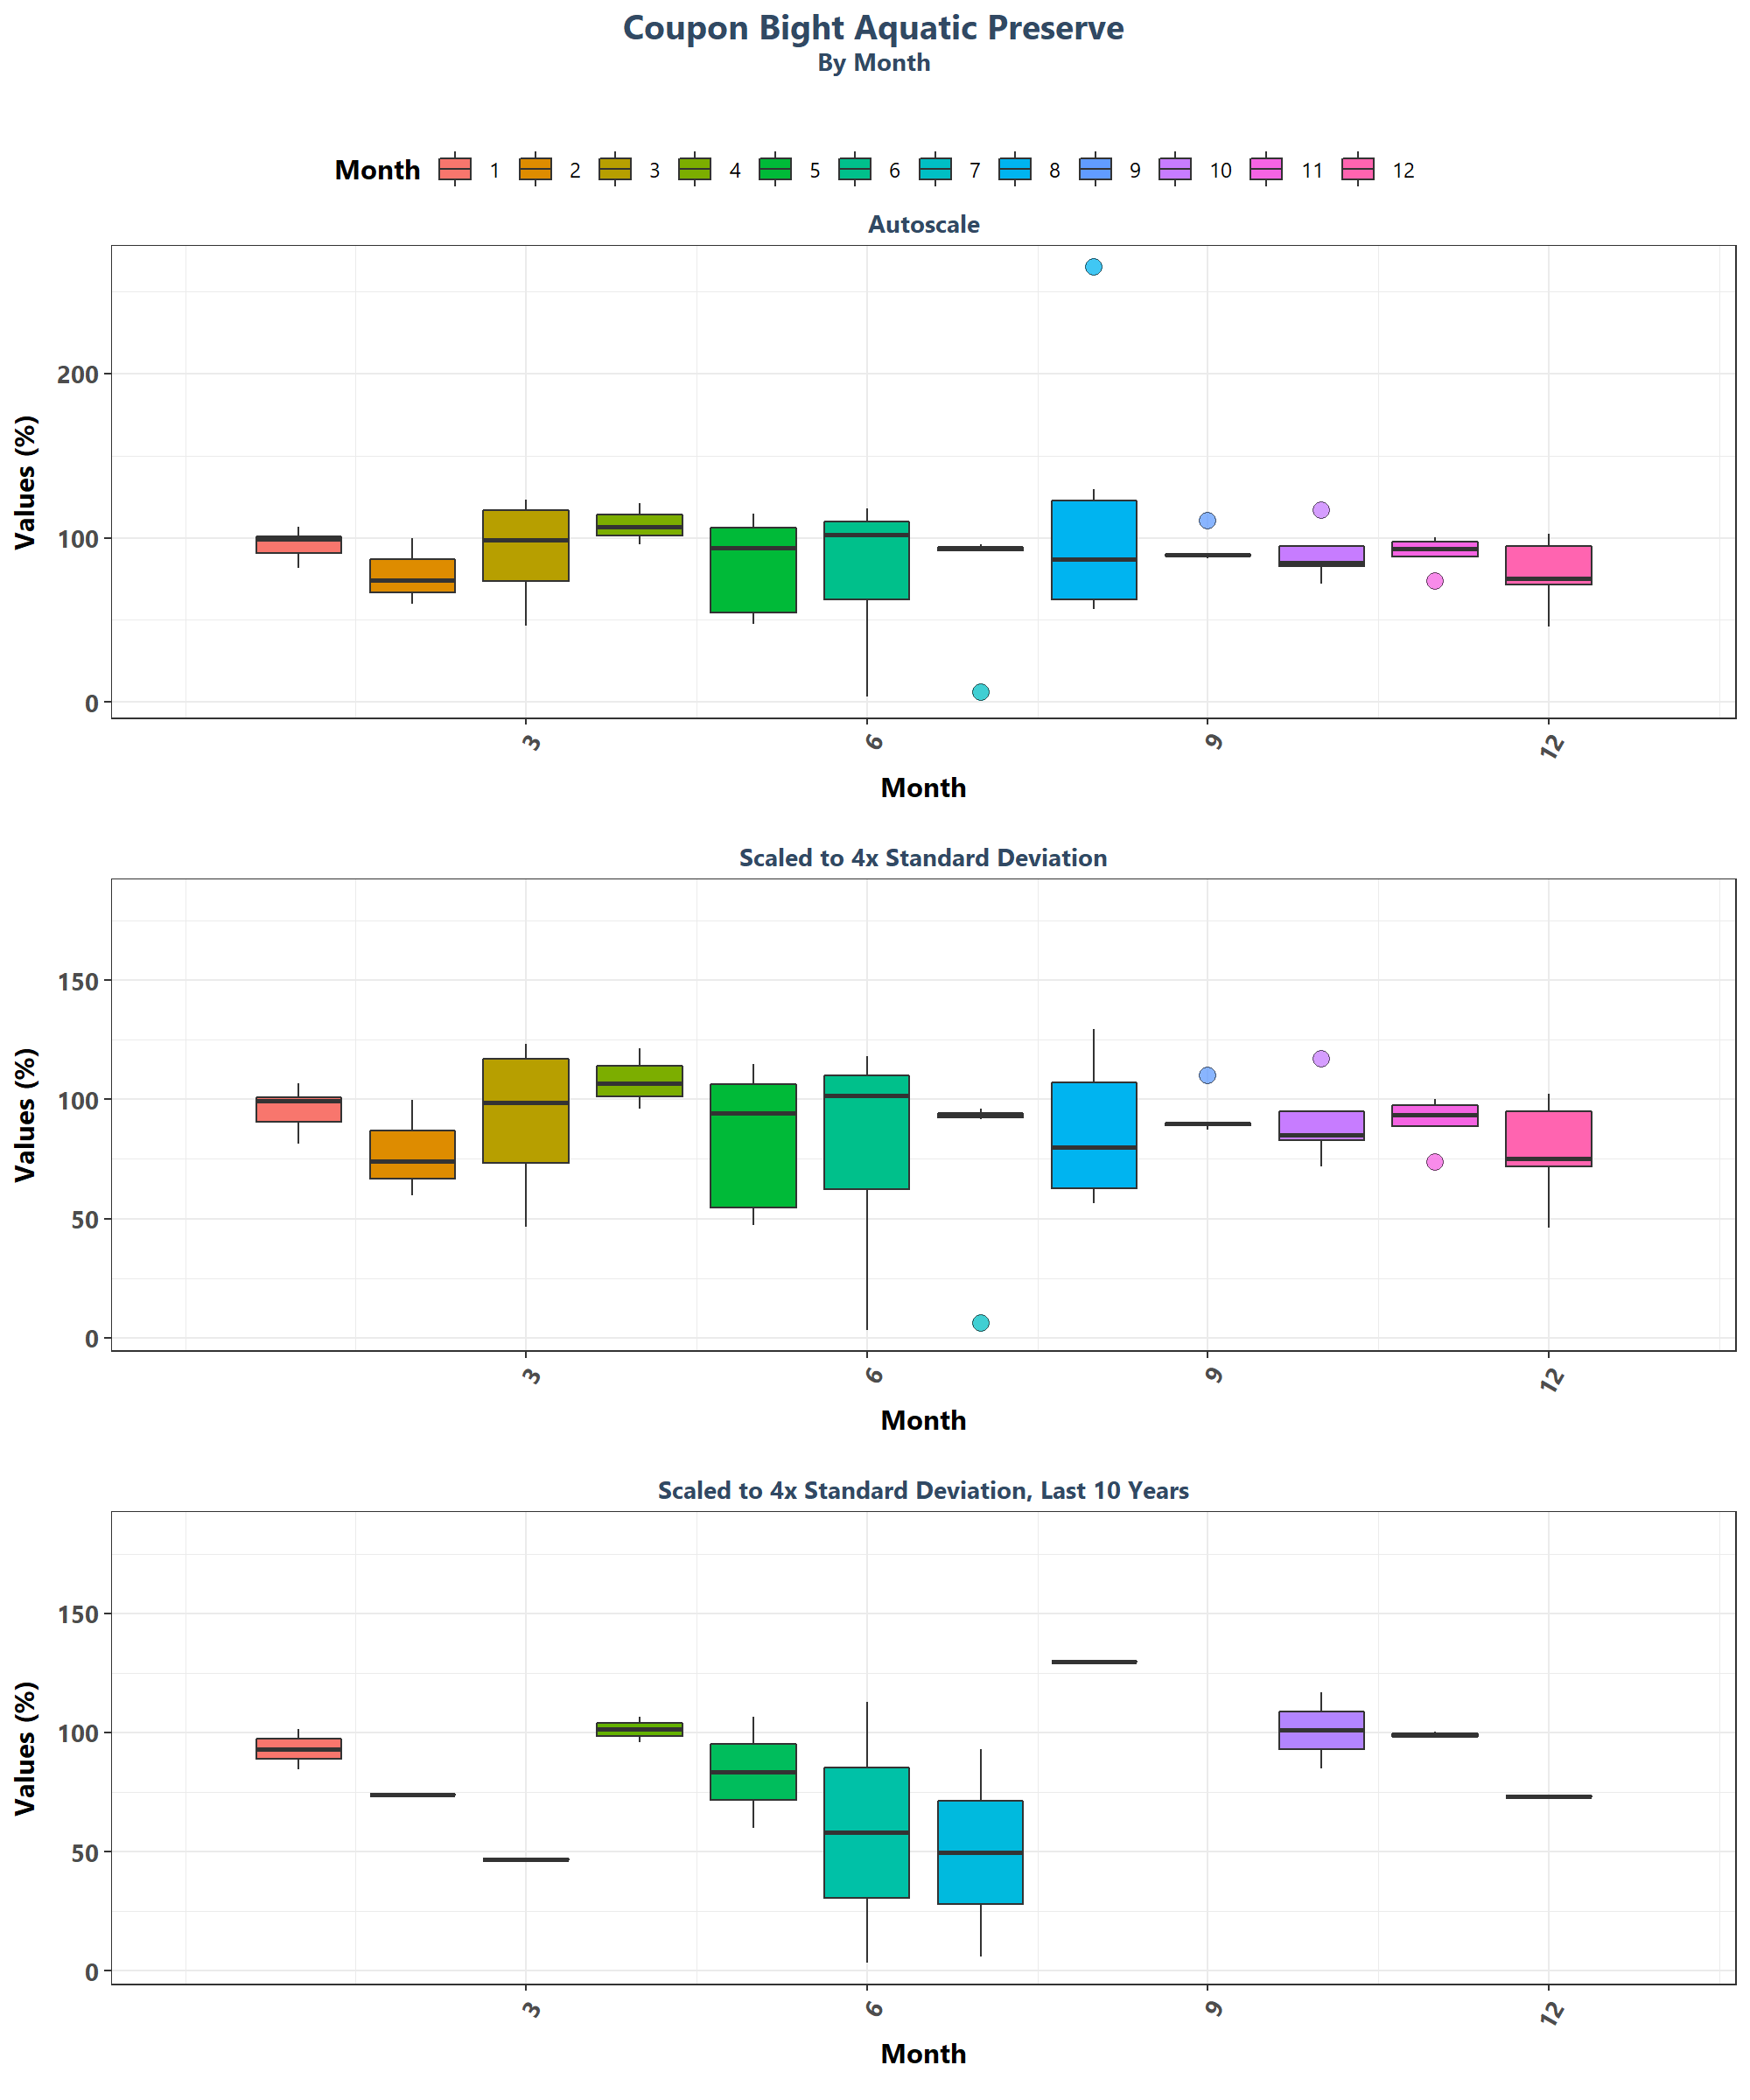 Coupon Bight Aquatic Preserve
By Month
Month 1 2 3 4 5 6 7 8 9 10 11 12
Autoscale
Values (%)
200
100
0
3 6 9 12
Month
Scaled to 4x Standard Deviation
Values (%)
150
100
50
0
3 6 9 12
Month
Scaled to 4x Standard Deviation, Last 10 Years
Values (%)
150
100
50
0
3 6 9 12
Month